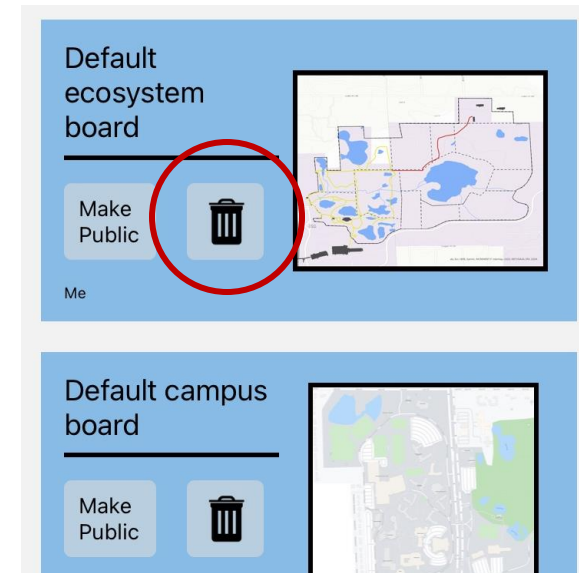 Default
ecosystem
board
Make
Public
Me
Default campus
board
Make
Public